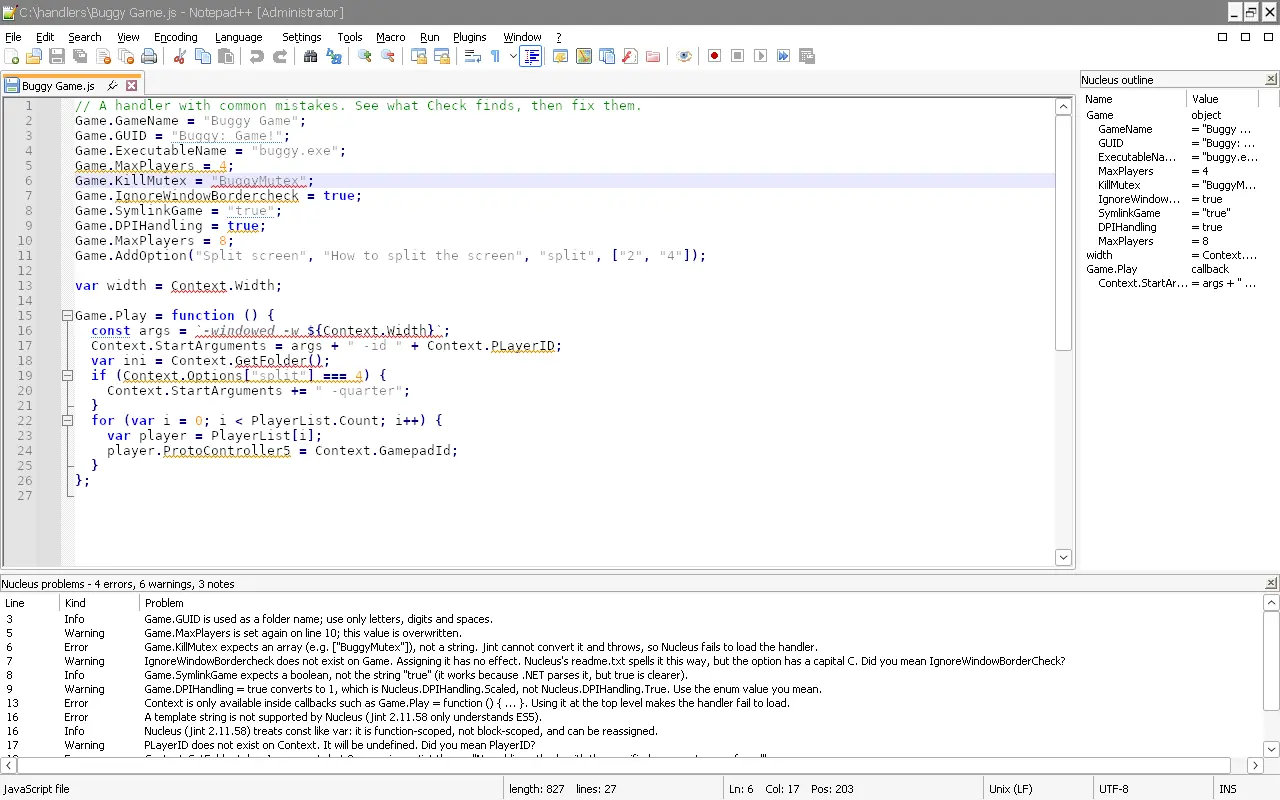 C:\handlers\Buggy Game.js - Notepad++ [Administrator]
File Edit Search View Encoding Language Settings Tools Macro Run Plugins Window ?
Buggy Game.js
1 // A handler with common mistakes. See what Check finds, then fix them.
2 Game.GameName = "Buggy Game";
3 Game.GUID = "Buggy: Game!";
4 Game.ExecutableName = "buggy.exe";
5 Game.MaxPlayers = 4;
6 Game.KillMutex = "BuggyMutex";
7 Game.IgnoreWindowBordercheck = true;
8 Game.SymlinkGame = "true";
9 Game.DPIHandling = true;
10 Game.MaxPlayers = 8;
11 Game.AddOption("Split screen", "How to split the screen", "split", ["2", "4"]);
12
13 var width = Context.Width;
14
15 Game.Play = function () {
16 const args = `-windowed -w ${Context.Width}`;
17 Context.StartArguments = args + " -id " + Context.PLayerID;
18 var ini = Context.GetFolder();
19 if (Context.Options["split"] === 4) {
20 Context.StartArguments += " -quarter";
21 }
22 for (var i = 0; i < PlayerList.Count; i++) {
23 var player = PlayerList[i];
24 player.ProtoController5 = Context.GamepadId;
25 }
26 };
27
Nucleus outline
Name Value
Game object
GameName = "Buggy ...
GUID = "Buggy: ...
ExecutableNa... = "buggy.e...
MaxPlayers = 4
KillMutex = "BuggyM...
IgnoreWindow... = true
SymlinkGame = "true"
DPIHandling = true
MaxPlayers = 8
width = Context....
Game.Play callback
Context.StartAr... = args + " ...
Nucleus problems - 4 errors, 6 warnings, 3 notes
Line Kind Problem
3 Info Game.GUID is used as a folder name; use only letters, digits and spaces.
5 Warning Game.MaxPlayers is set again on line 10; this value is overwritten.
6 Error Game.KillMutex expects an array (e.g. ["BuggyMutex"]), not a string. Jint cannot convert it and throws, so Nucleus fails to load the handler.
7 Warning IgnoreWindowBordercheck does not exist on Game. Assigning it has no effect. Nucleus's readme.txt spells it this way, but the option has a capital C. Did you mean IgnoreWindowBorderCheck?
8 Info Game.SymlinkGame expects a boolean, not the string "true" (it works because .NET parses it, but true is clearer).
9 Warning Game.DPIHandling = true converts to 1, which is Nucleus.DPIHandling.Scaled, not Nucleus.DPIHandling.True. Use the enum value you mean.
13 Error Context is only available inside callbacks such as Game.Play = function () { ... }. Using it at the top level makes the handler fail to load.
16 Error A template string is not supported by Nucleus (Jint 2.11.58 only understands ES5).
16 Info Nucleus (Jint 2.11.58) treats const like var: it is function-scoped, not block-scoped, and can be reassigned.
17 Warning PLayerID does not exist on Context. It will be undefined. Did you mean PlayerID?
JavaScript file length: 827 lines: 27 Ln: 6 Col: 17 Pos: 203 Unix (LF) UTF-8 INS